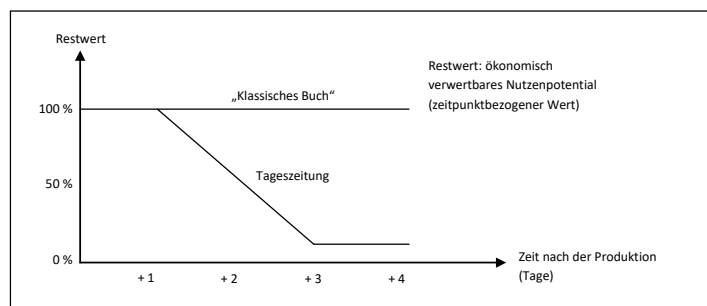 Restwert
Restwert: ökonomisch
verwertbares Nutzenpotential
(zeitpunktbezogener Wert)
„Klassisches Buch“
100 %
Tageszeitung
50 %
0 %
Zeit nach der Produktion
(Tage)
+ 1
+ 2
+ 3
+ 4